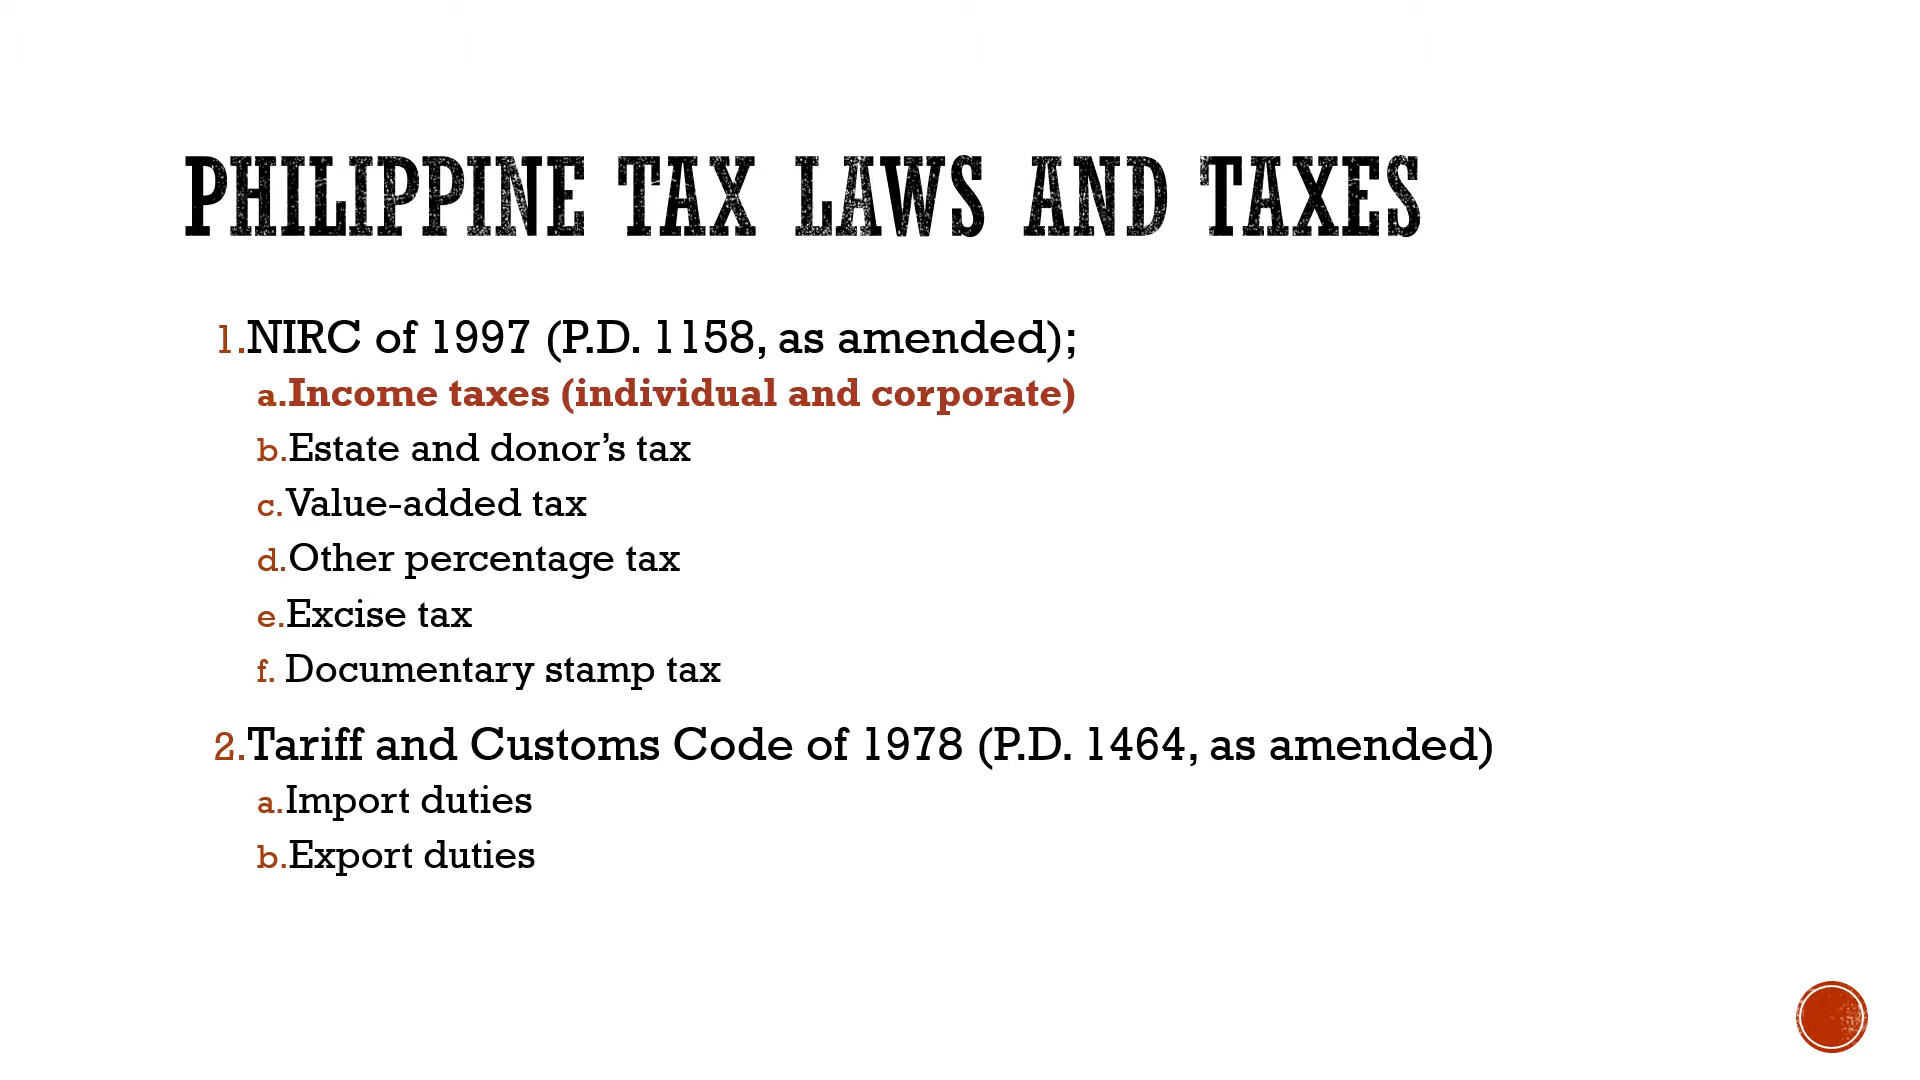 PHILIPPINE TAX LAWS AND TAXES
1.NIRC of 1997 (P.D. 1158, as amended);
a.Income taxes (individual and corporate)
b.Estate and donor’s tax
c.Value-added tax
d.Other percentage tax
e.Excise tax
f. Documentary stamp tax
2.Tariff and Customs Code of 1978 (P.D. 1464, as amended)
a.Import duties
b.Export duties